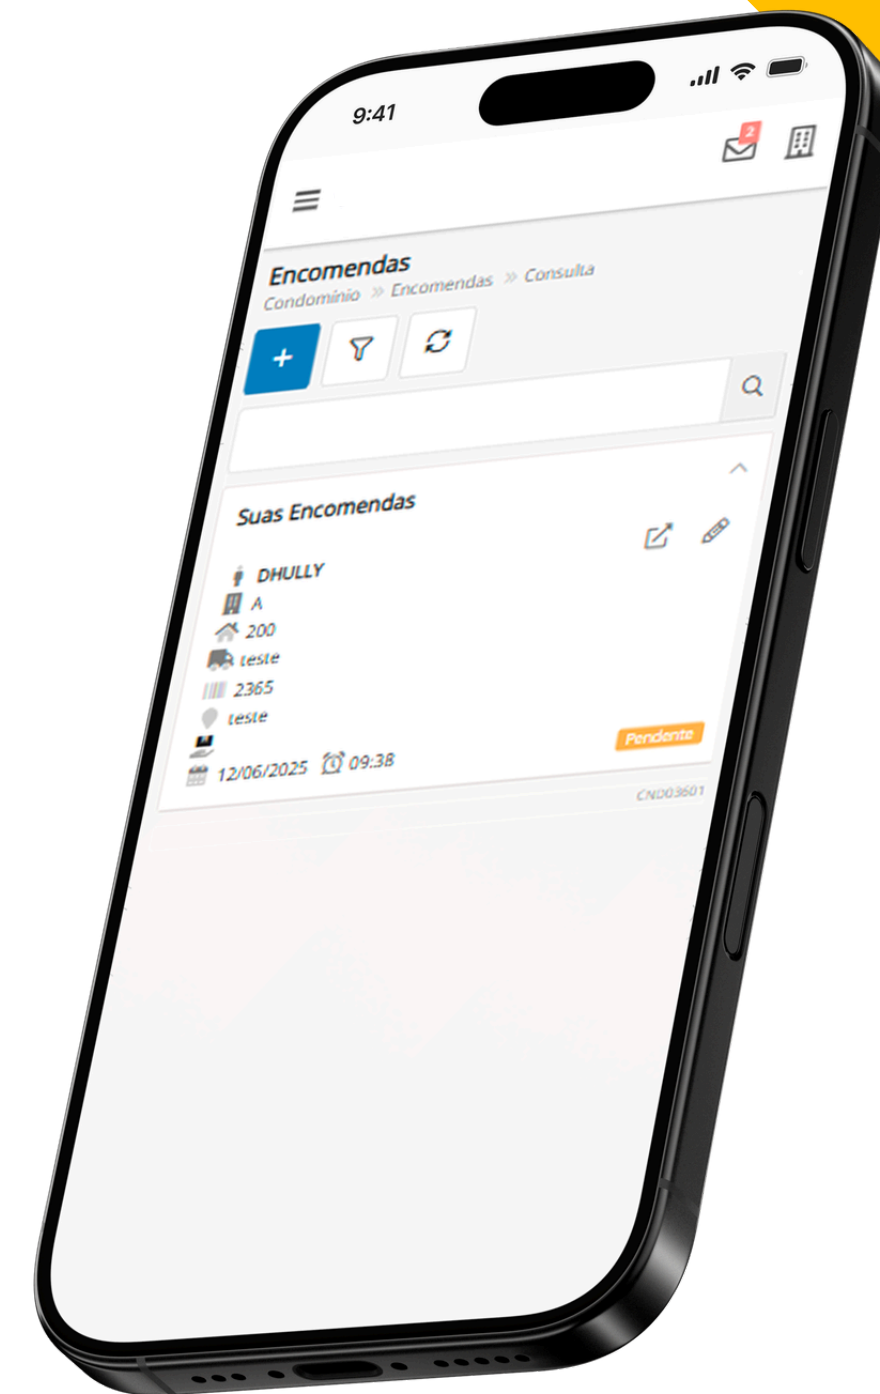 9:41
2
Encomendas
Condomínio » Encomendas » Consulta
+
Suas Encomendas
DHULLY
A
200
teste
2365
teste
12/06/2025 09:38
Pendente
CND03601